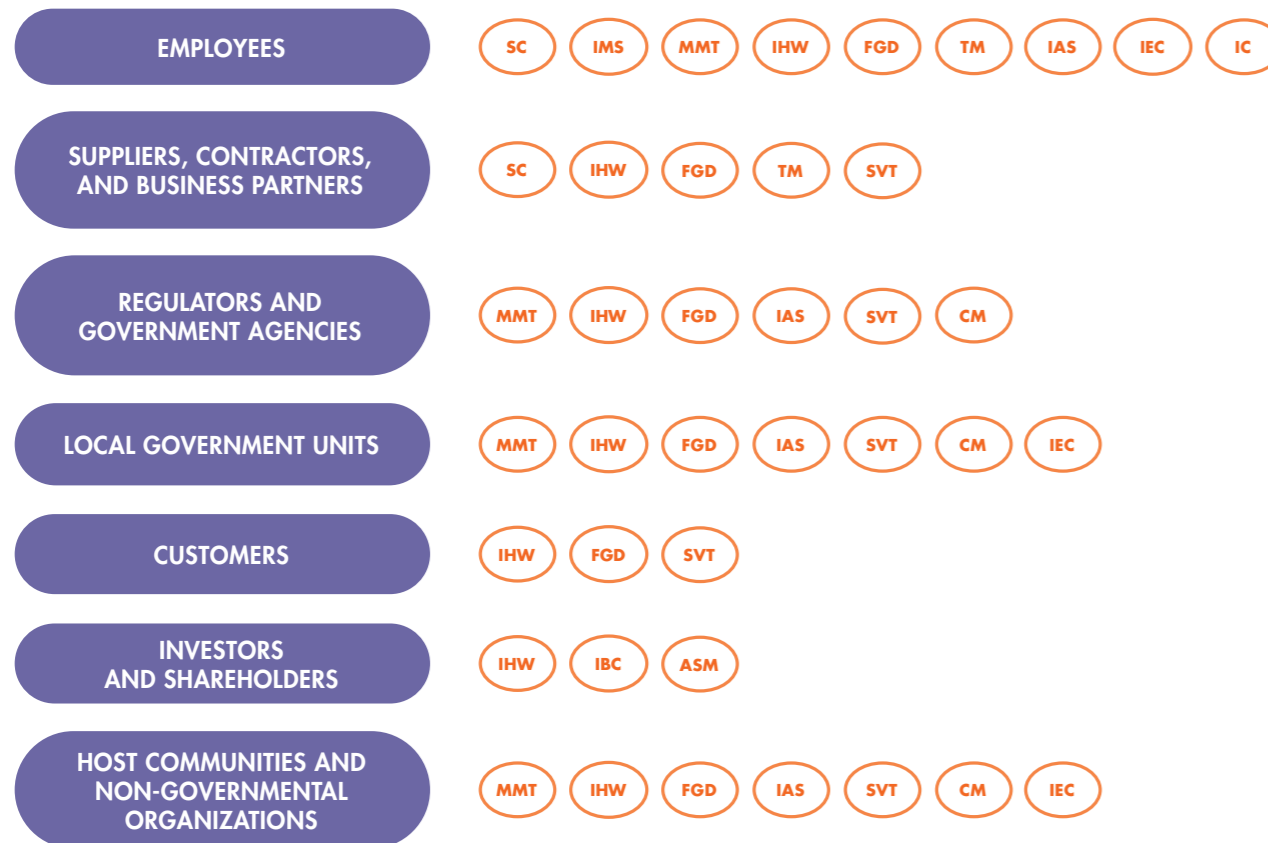 EMPLOYEES
SC IMS MMT IHW FGD TM IAS IEC IC
SUPPLIERS, CONTRACTORS,
AND BUSINESS PARTNERS
SC IHW FGD TM SVT
REGULATORS AND
GOVERNMENT AGENCIES
MMT IHW FGD IAS SVT CM
LOCAL GOVERNMENT UNITS
MMT IHW FGD IAS SVT CM IEC
CUSTOMERS
IHW FGD SVT
INVESTORS
AND SHAREHOLDERS
IHW IBC ASM
HOST COMMUNITIES AND
NON-GOVERNMENTAL
ORGANIZATIONS
MMT IHW FGD IAS SVT CM IEC